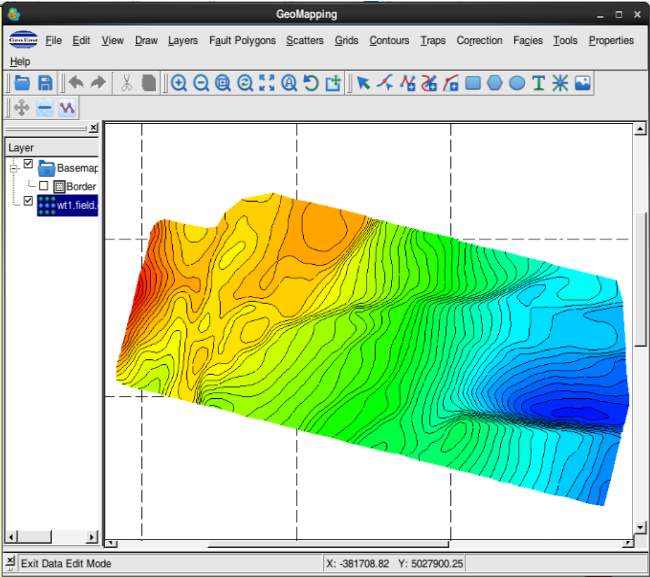 GeoMapping
GeoEast File Edit View Draw Layers Fault Polygons Scatters Grids Contours Traps Correction Facies Tools Properties
Help
T
Layer
Basemap
Border
wt1.field.
Exit Data Edit Mode X: -381708.82 Y: 5027900.25